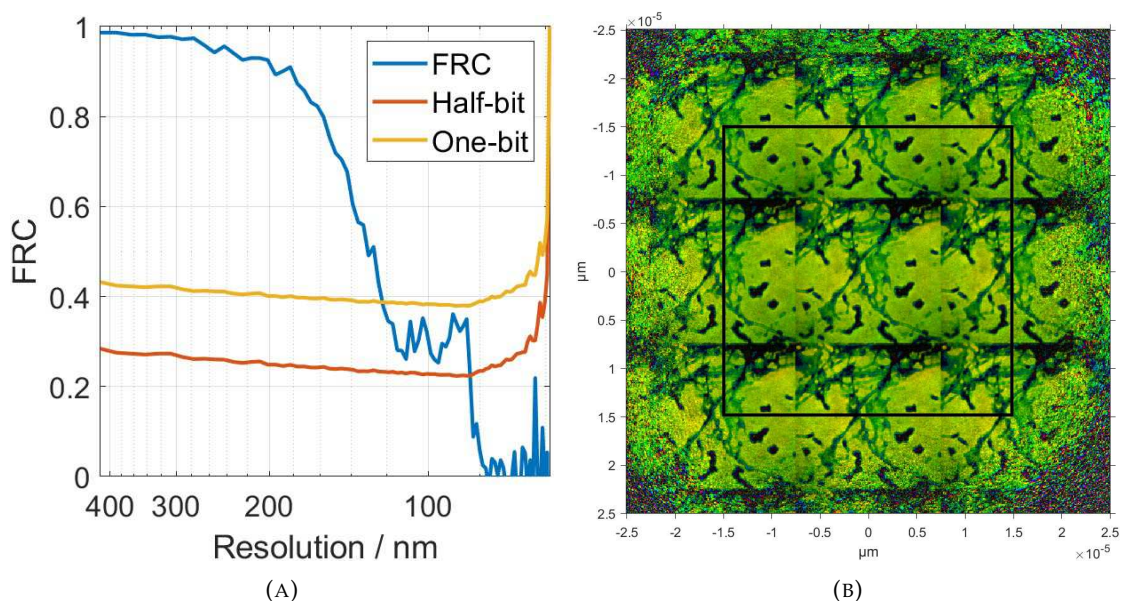 1
0.8
0.6
0.4
0.2
0
FRC
FRC
Half-bit
One-bit
400 300 200 100
Resolution / nm
(A)
×10⁻⁵
-2.5
-2
-1.5
-1
-0.5
0
0.5
1
1.5
2
2.5
µm
-2.5 -2 -1.5 -1 -0.5 0 0.5 1 1.5 2 2.5
µm
×10⁻⁵
(B)